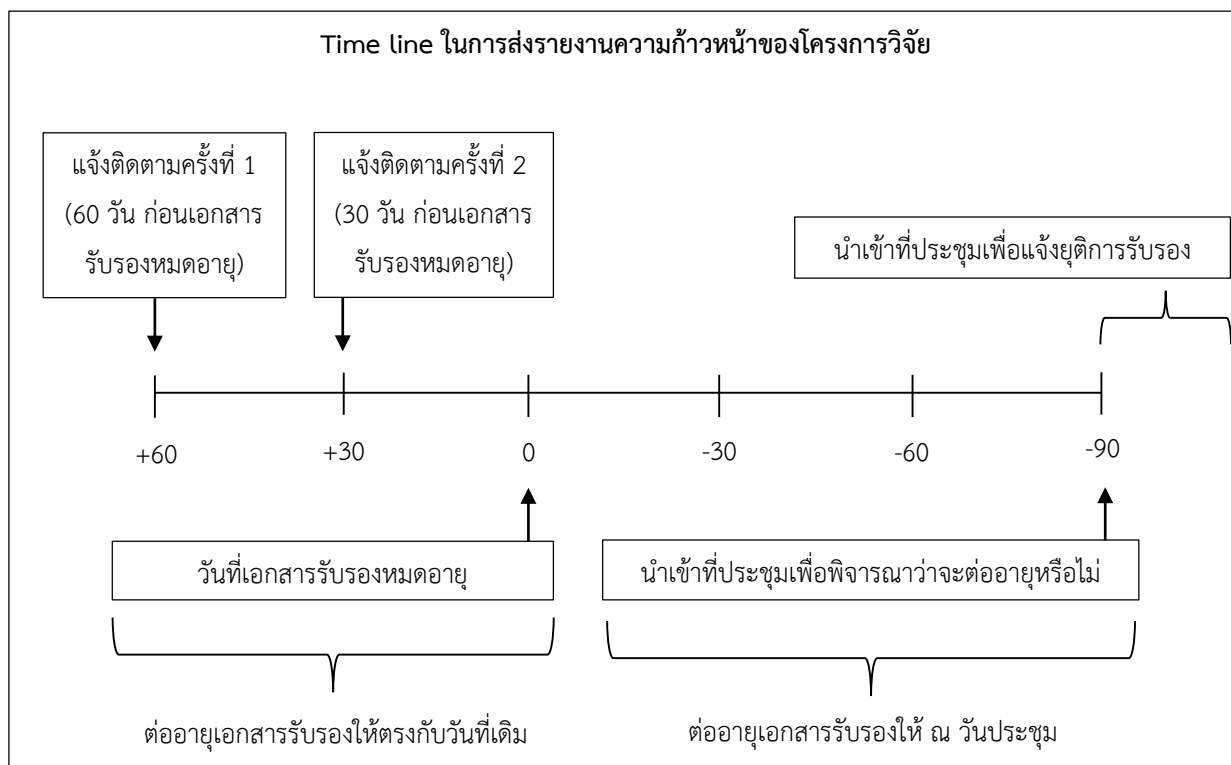 Time line ในการส่งรายงานความก้าวหน้าของโครงการวิจัย
แจ้งติดตามครั้งที่ 1
(60 วัน ก่อนเอกสาร
รับรองหมดอายุ)
แจ้งติดตามครั้งที่ 2
(30 วัน ก่อนเอกสาร
รับรองหมดอายุ)
นำเข้าที่ประชุมเพื่อแจ้งยุติการรับรอง
+60
+30
0
-30
-60
-90
วันที่เอกสารรับรองหมดอายุ
นำเข้าที่ประชุมเพื่อพิจารณาว่าจะต่ออายุหรือไม่
ต่ออายุเอกสารรับรองให้ตรงกับวันที่เดิม
ต่ออายุเอกสารรับรองให้ ณ วันประชุม